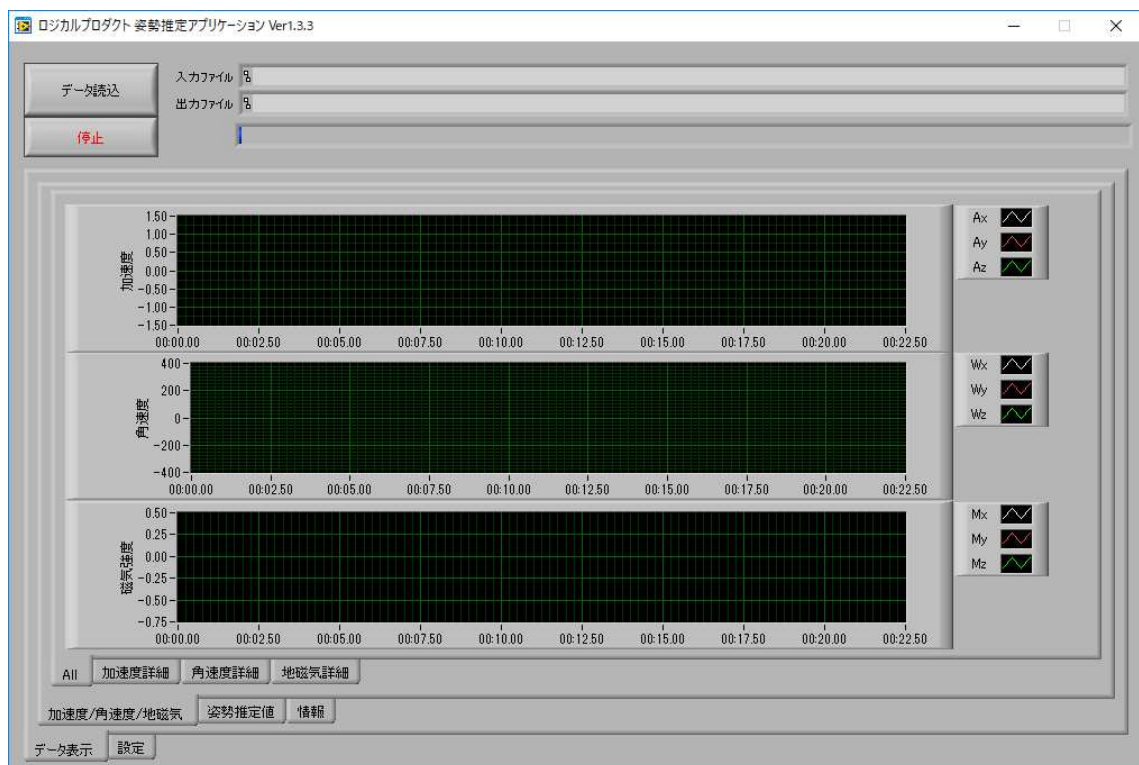 ロジカルプロダクト 姿勢推定アプリケーション Ver1.3.3
データ読込
入力ファイル
出力ファイル
停止
加速度
1.50
1.00
0.50
0.00
-0.50
-1.00
-1.50
00:00.00 00:02.50 00:05.00 00:07.50 00:10.00 00:12.50 00:15.00 00:17.50 00:20.00 00:22.50
Ax
Ay
Az
角速度
400
200
0
-200
-400
00:00.00 00:02.50 00:05.00 00:07.50 00:10.00 00:12.50 00:15.00 00:17.50 00:20.00 00:22.50
Wx
Wy
Wz
磁気強度
0.50
0.25
0.00
-0.25
-0.50
-0.75
00:00.00 00:02.50 00:05.00 00:07.50 00:10.00 00:12.50 00:15.00 00:17.50 00:20.00 00:22.50
Mx
My
Mz
All 加速度詳細 角速度詳細 地磁気詳細
加速度/角速度/地磁気 姿勢推定値 情報
データ表示 設定